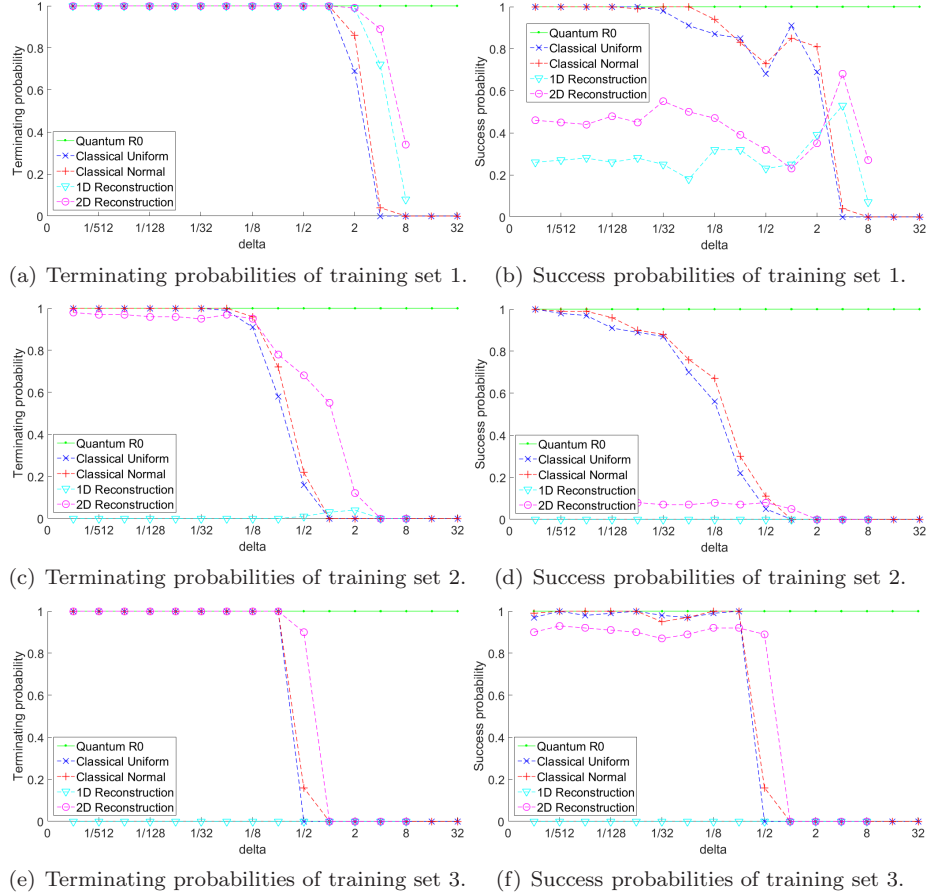 Terminating probability
1
0.8
0.6
0.4
0.2
0
Quantum R0
Classical Uniform
Classical Normal
1D Reconstruction
2D Reconstruction
0 1/512 1/128 1/32 1/8 1/2 2 8 32
delta
(a) Terminating probabilities of training set 1.
Success probability
1
0.8
0.6
0.4
0.2
0
Quantum R0
Classical Uniform
Classical Normal
1D Reconstruction
2D Reconstruction
0 1/512 1/128 1/32 1/8 1/2 2 8 32
delta
(b) Success probabilities of training set 1.
Terminating probability
1
0.8
0.6
0.4
0.2
0
Quantum R0
Classical Uniform
Classical Normal
1D Reconstruction
2D Reconstruction
0 1/512 1/128 1/32 1/8 1/2 2 8 32
delta
(c) Terminating probabilities of training set 2.
Success probability
1
0.8
0.6
0.4
0.2
0
Quantum R0
Classical Uniform
Classical Normal
1D Reconstruction
2D Reconstruction
0 1/512 1/128 1/32 1/8 1/2 2 8 32
delta
(d) Success probabilities of training set 2.
Terminating probability
1
0.8
0.6
0.4
0.2
0
Quantum R0
Classical Uniform
Classical Normal
1D Reconstruction
2D Reconstruction
0 1/512 1/128 1/32 1/8 1/2 2 8 32
delta
(e) Terminating probabilities of training set 3.
Success probability
1
0.8
0.6
0.4
0.2
0
Quantum R0
Classical Uniform
Classical Normal
1D Reconstruction
2D Reconstruction
0 1/512 1/128 1/32 1/8 1/2 2 8 32
delta
(f) Success probabilities of training set 3.